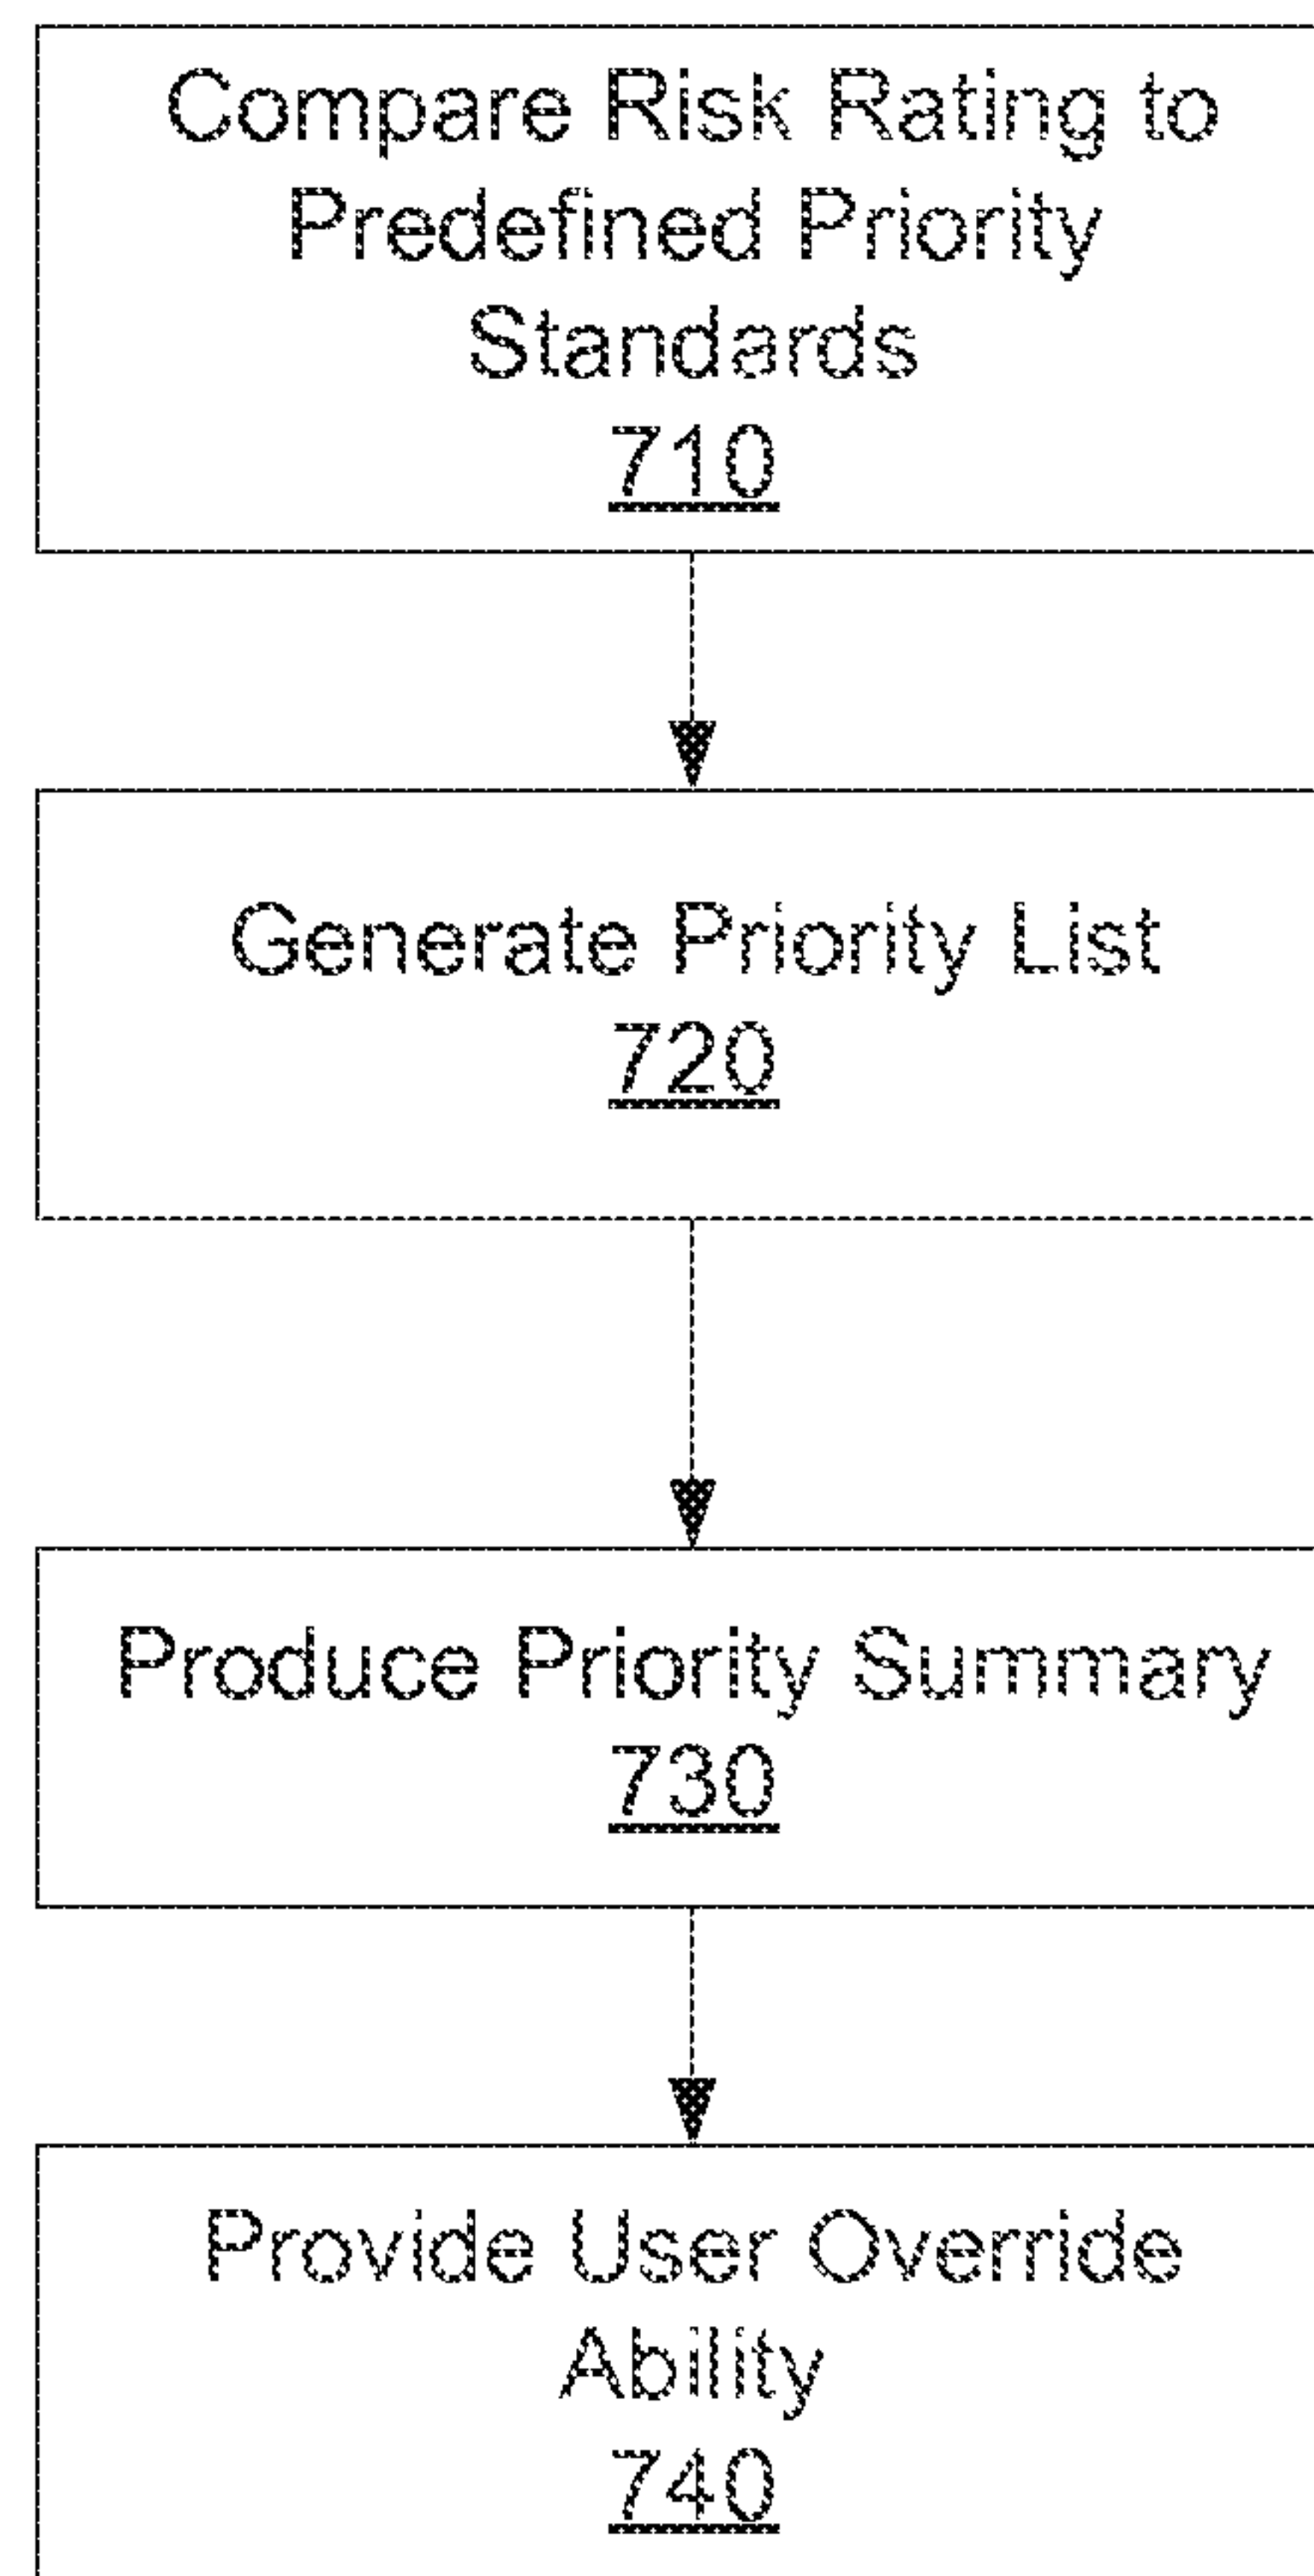 Compare Risk Rating to
Predefined Priority
Standards
710
Generate Priority List
720
Produce Priority Summary
730
Provide User Override
Ability
740